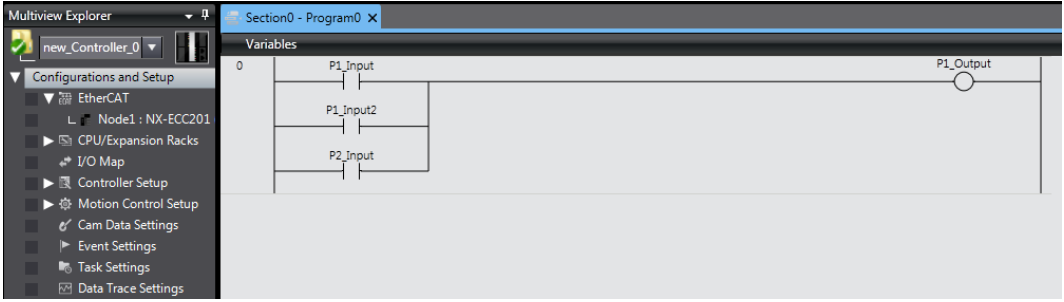 Multiview Explorer
new_Controller_0
Configurations and Setup
EtherCAT
Node1 : NX-ECC201
CPU/Expansion Racks
I/O Map
Controller Setup
Motion Control Setup
Cam Data Settings
Event Settings
Task Settings
Data Trace Settings
Section0 - Program0
Variables
0
P1_Input
P1_Output
P1_Input2
P2_Input